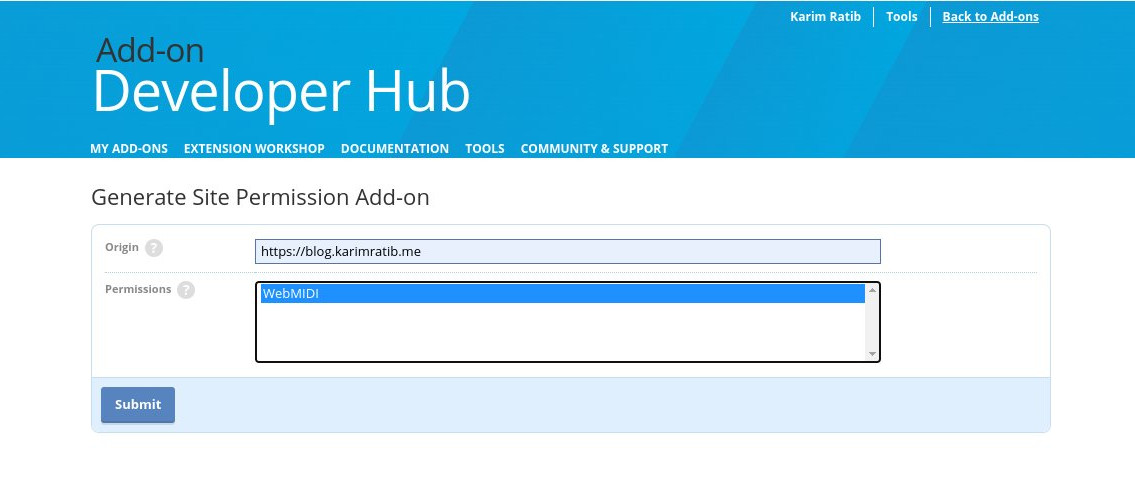 Karim Ratib Tools Back to Add-ons
Add-on
Developer Hub
MY ADD-ONS EXTENSION WORKSHOP DOCUMENTATION TOOLS COMMUNITY & SUPPORT
Generate Site Permission Add-on
Origin ? https://blog.karimratib.me
Permissions ? WebMIDI
Submit